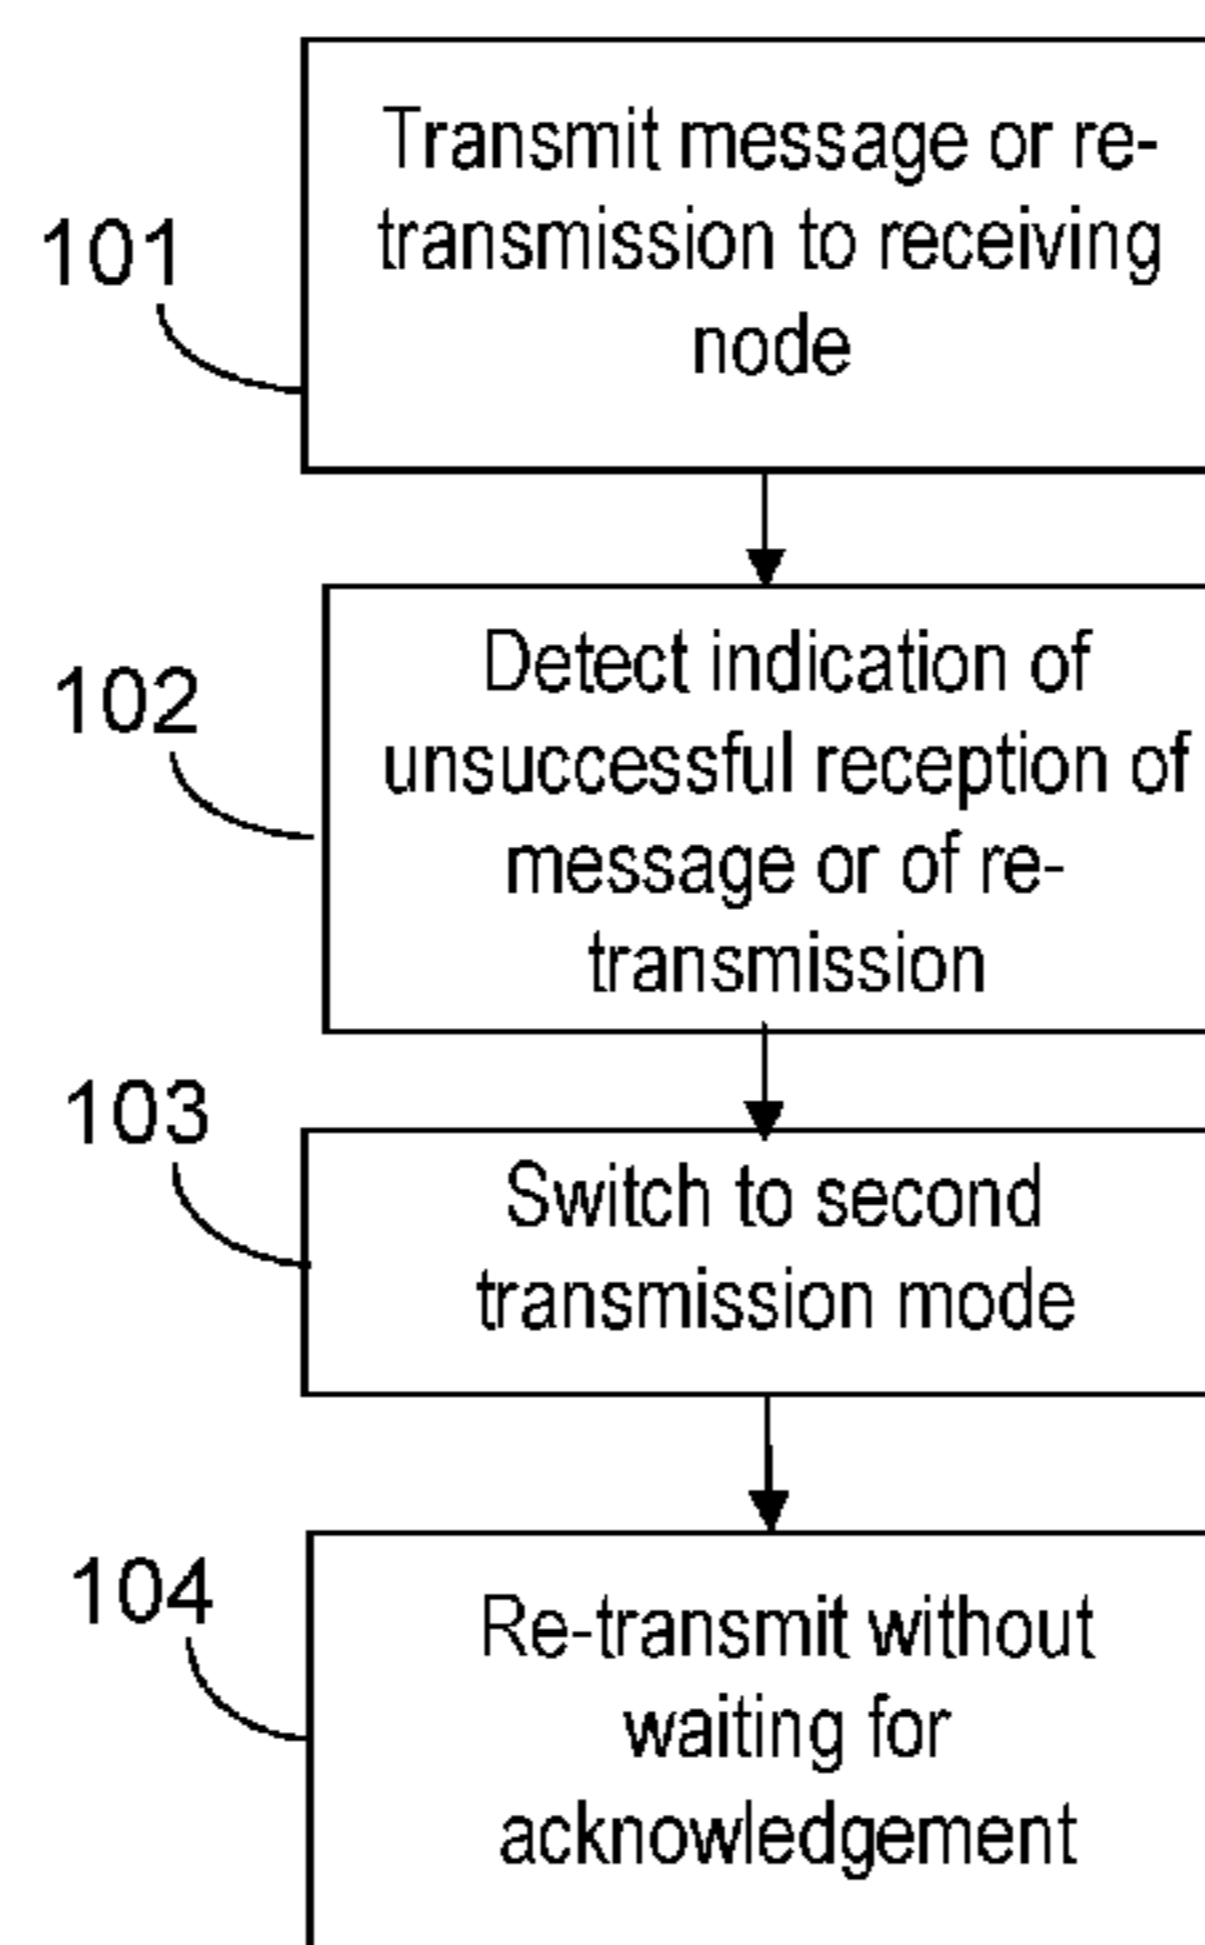 Transmit message or re-
transmission to receiving
node
101
Detect indication of
unsuccessful reception of
message or of re-
transmission
102
103
Switch to second
transmission mode
104
Re-transmit without
waiting for
acknowledgement